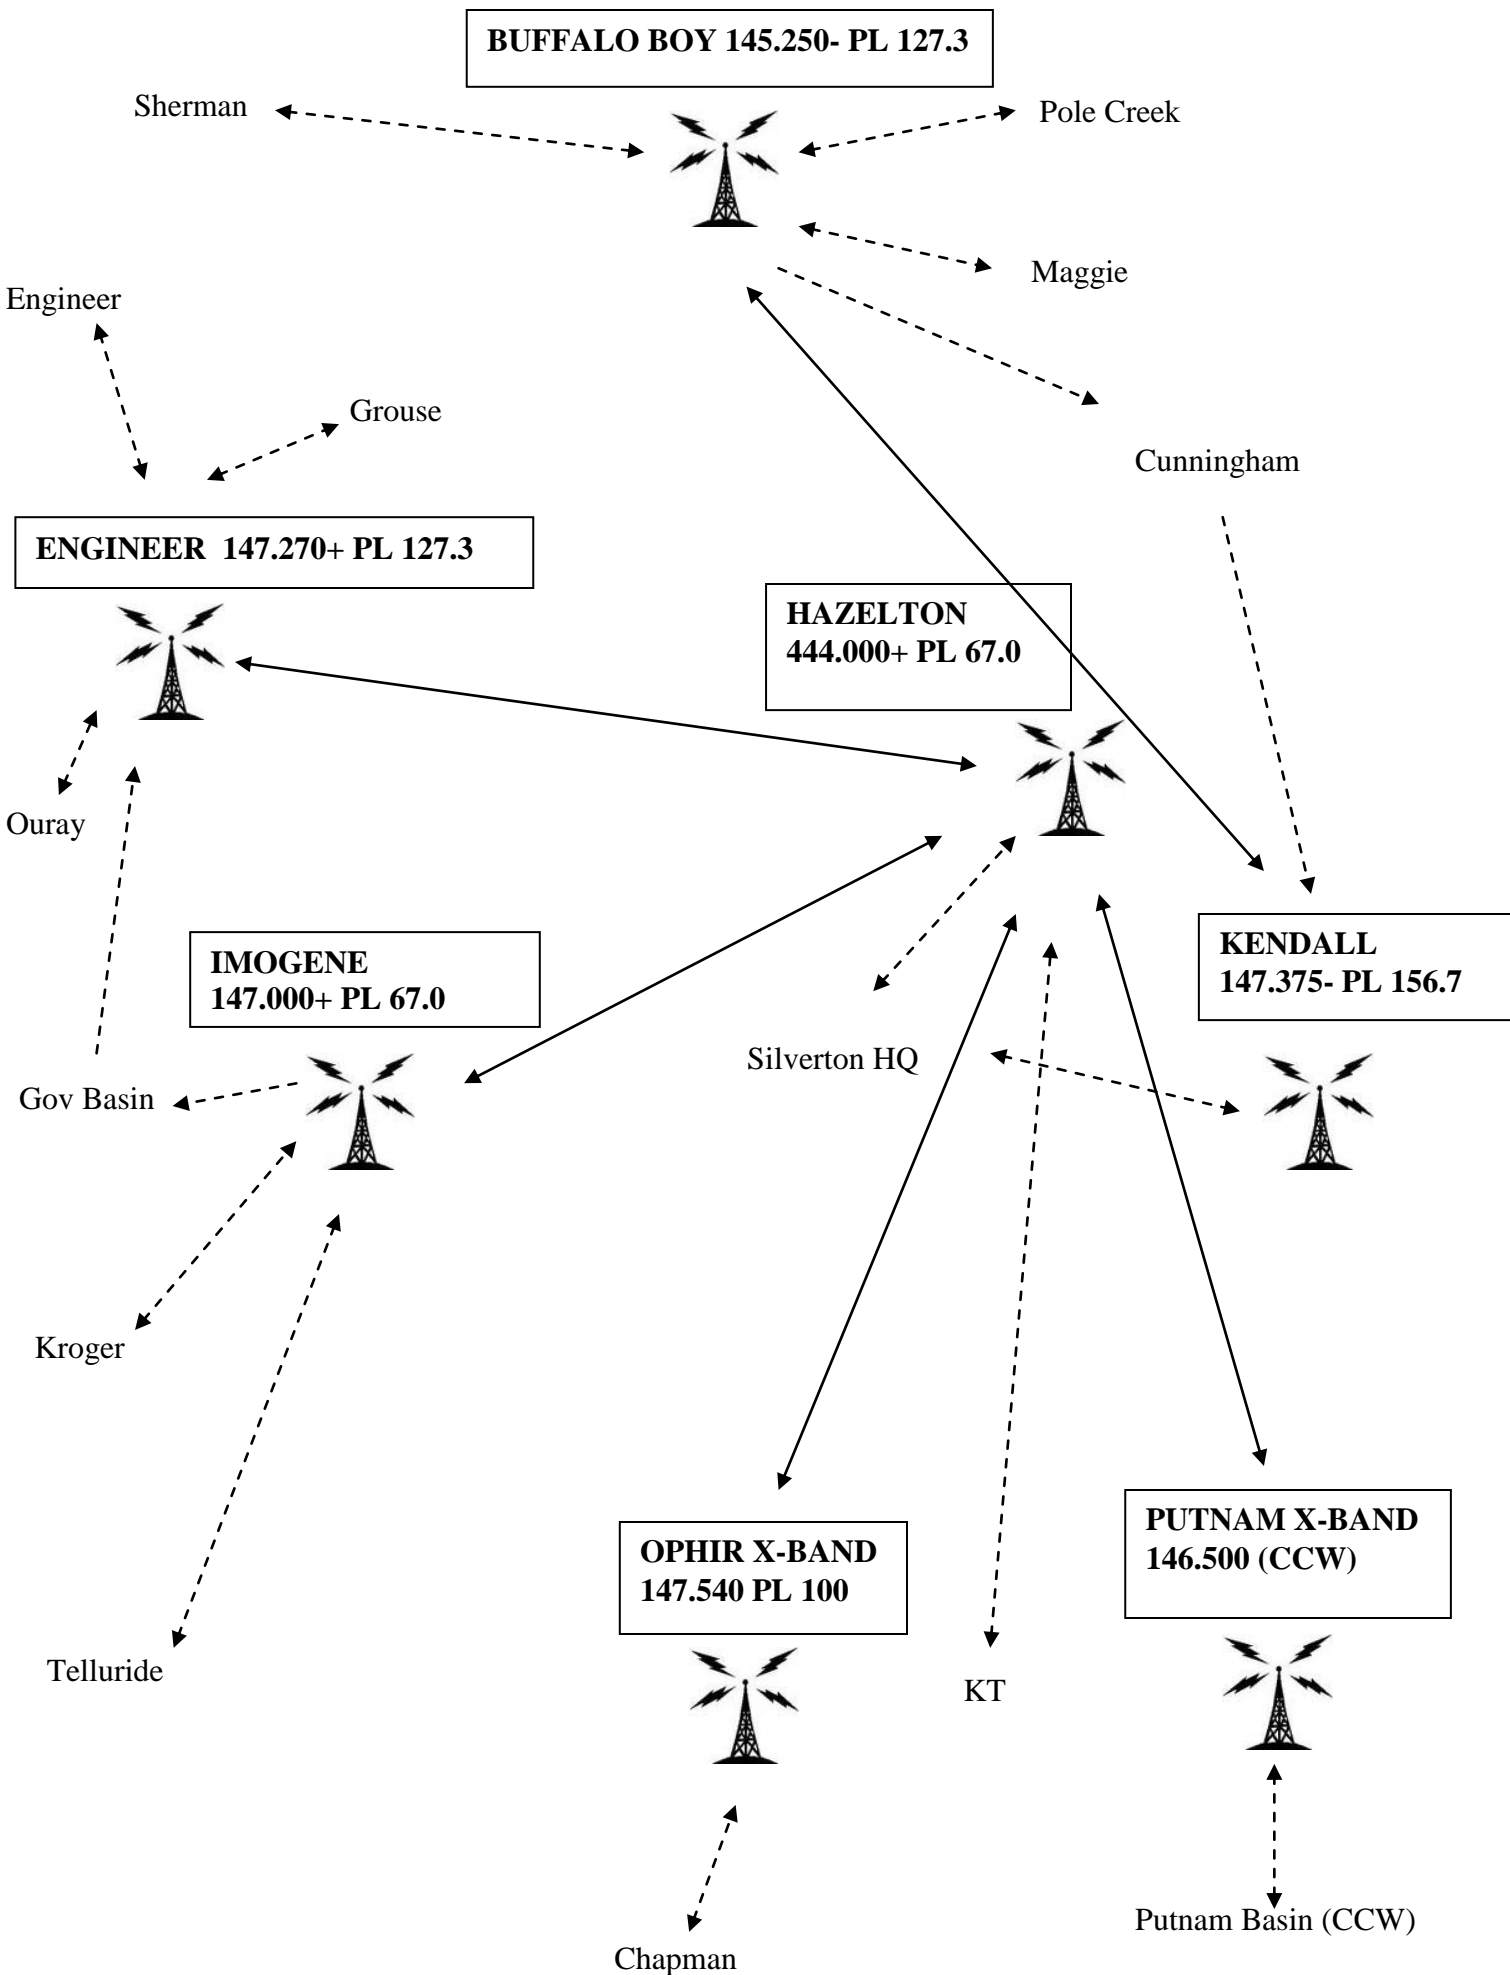 BUFFALO BOY 145.250- PL 127.3
Sherman
Pole Creek
Maggie
Engineer
Grouse
Cunningham
ENGINEER  147.270+ PL 127.3
HAZELTON
444.000+ PL 67.0
Ouray
IMOGENE
147.000+ PL 67.0
KENDALL
147.375- PL 156.7
Silverton HQ
Gov Basin
Kroger
Telluride
OPHIR X-BAND
147.540 PL 100
PUTNAM X-BAND
146.500 (CCW)
KT
Putnam Basin (CCW)
Chapman